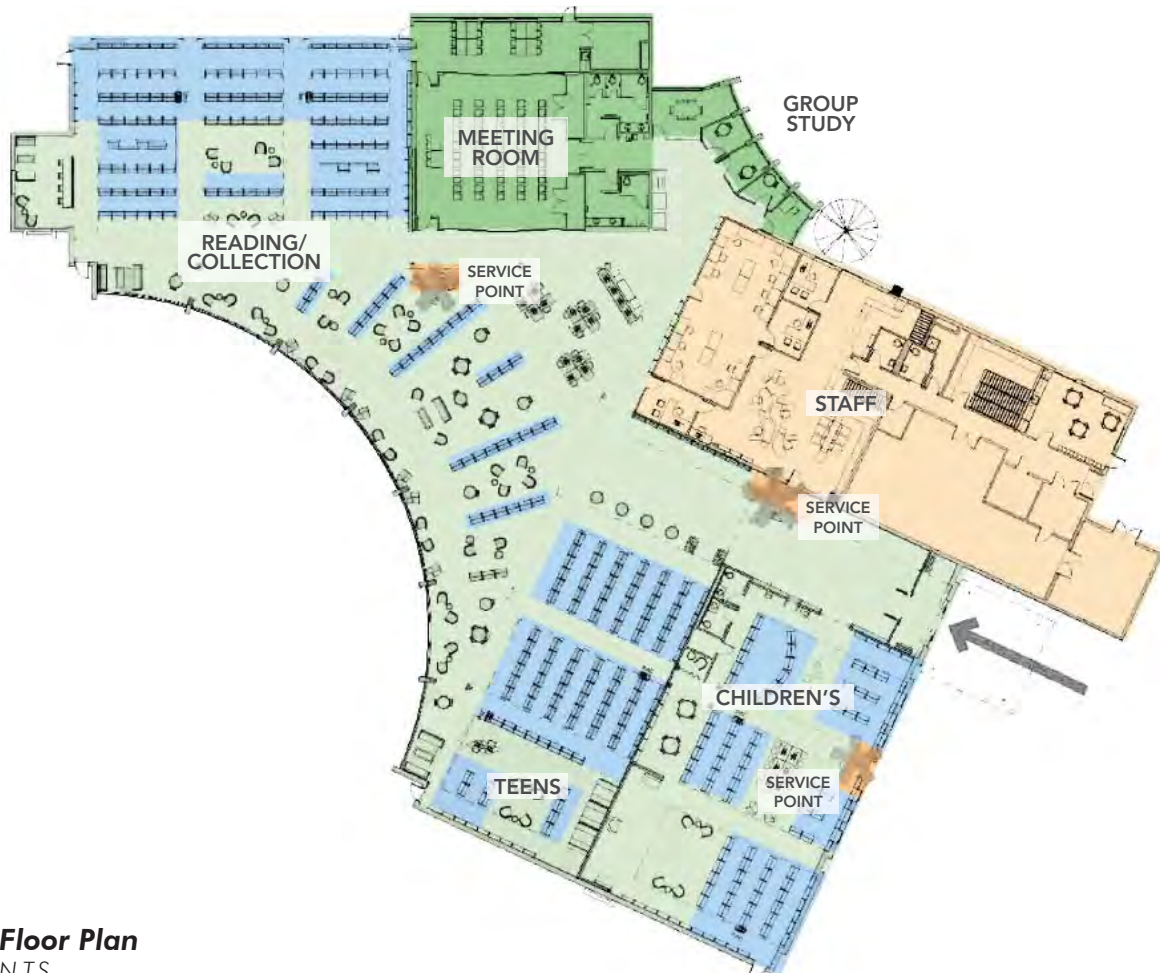 GROUP
STUDY
MEETING
ROOM
READING/
COLLECTION
SERVICE
POINT
STAFF
SERVICE
POINT
CHILDREN'S
SERVICE
POINT
TEENS
Floor Plan
N.T.S.